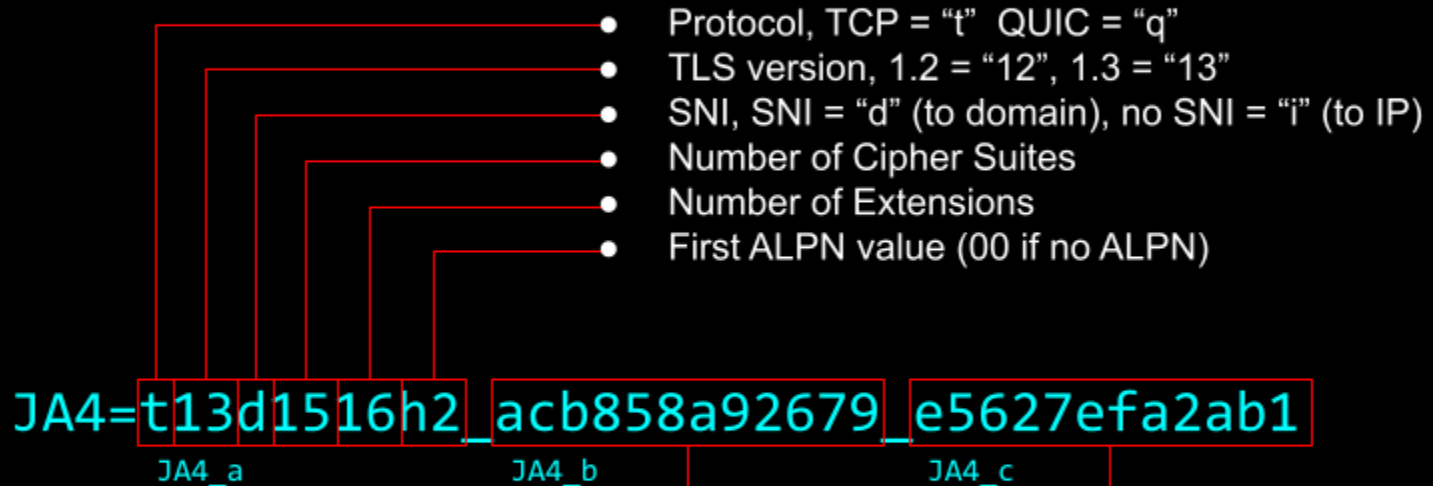 Protocol, TCP = “t” QUIC = “q”
TLS version, 1.2 = “12”, 1.3 = “13”
SNI, SNI = “d” (to domain), no SNI = “i” (to IP)
Number of Cipher Suites
Number of Extensions
First ALPN value (00 if no ALPN)
JA4=t13d1516h2_acb858a92679_e5627efa2ab1
JA4_a JA4_b JA4_c